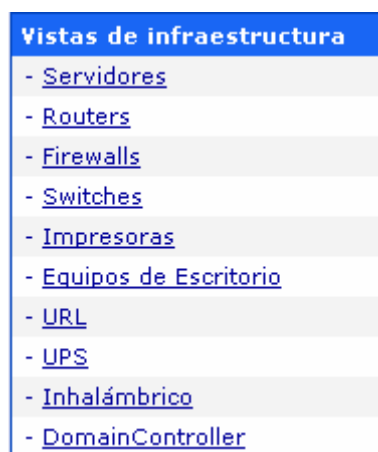 Vistas de infraestructura
- Servidores
- Routers
- Firewalls
- Switches
- Impresoras
- Equipos de Escritorio
- URL
- UPS
- Inhalámbrico
- DomainController